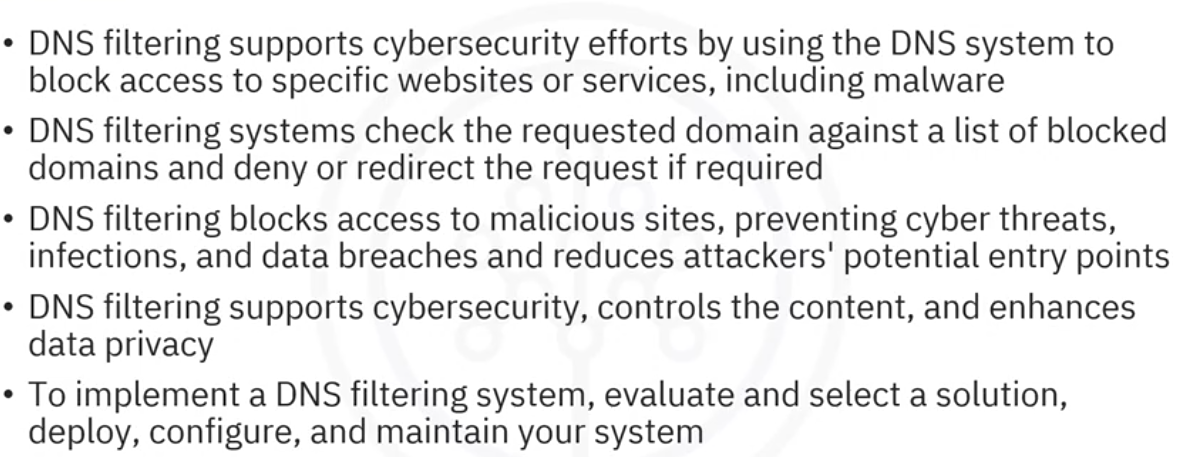 • DNS filtering supports cybersecurity efforts by using the DNS system to
block access to specific websites or services, including malware
• DNS filtering systems check the requested domain against a list of blocked
domains and deny or redirect the request if required
• DNS filtering blocks access to malicious sites, preventing cyber threats,
infections, and data breaches and reduces attackers' potential entry points
• DNS filtering supports cybersecurity, controls the content, and enhances
data privacy
• To implement a DNS filtering system, evaluate and select a solution,
deploy, configure, and maintain your system